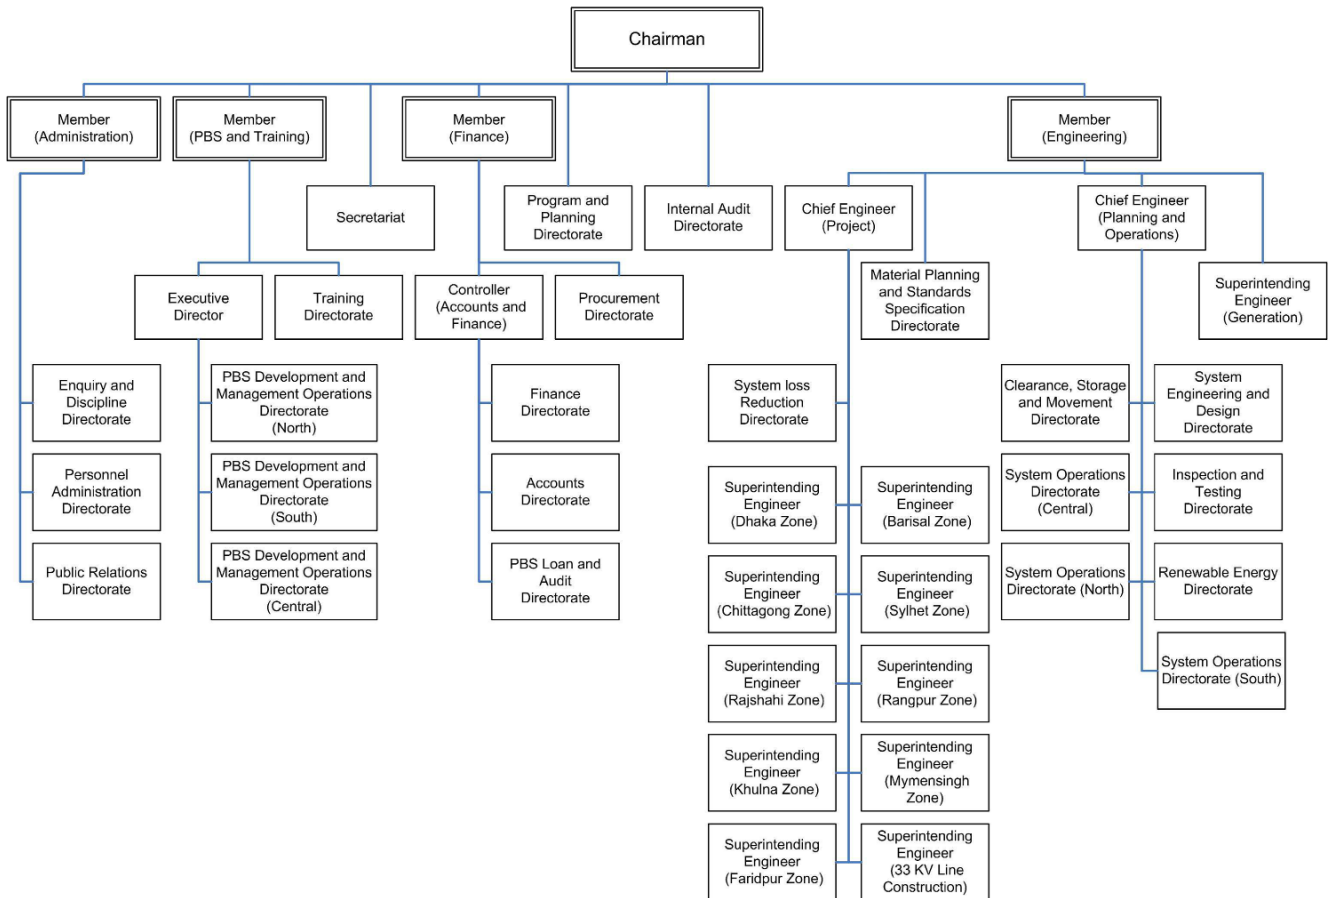 Chairman
Member
(Administration)
Member
(PBS and Training)
Member
(Finance)
Member
(Engineering)
Secretariat
Program and
Planning
Directorate
Internal Audit
Directorate
Chief Engineer
(Project)
Chief Engineer
(Planning and
Operations)
Executive
Director
Training
Directorate
Controller
(Accounts and
Finance)
Procurement
Directorate
Material Planning
and Standards
Specification
Directorate
Superintending
Engineer
(Generation)
Enquiry and
Discipline
Directorate
PBS Development and
Management Operations
Directorate
(North)
Finance
Directorate
System loss
Reduction
Directorate
Clearance, Storage
and Movement
Directorate
System
Engineering and
Design
Directorate
Personnel
Administration
Directorate
PBS Development and
Management Operations
Directorate
(South)
Accounts
Directorate
Superintending
Engineer
(Dhaka Zone)
Superintending
Engineer
(Barisal Zone)
System Operations
Directorate
(Central)
Inspection and
Testing
Directorate
Public Relations
Directorate
PBS Development and
Management Operations
Directorate
(Central)
PBS Loan and
Audit
Directorate
Superintending
Engineer
(Chittagong Zone)
Superintending
Engineer
(Sylhet Zone)
System Operations
Directorate (North)
Renewable Energy
Directorate
Superintending
Engineer
(Rajshahi Zone)
Superintending
Engineer
(Rangpur Zone)
System Operations
Directorate (South)
Superintending
Engineer
(Khulna Zone)
Superintending
Engineer
(Mymensingh
Zone)
Superintending
Engineer
(Faridpur Zone)
Superintending
Engineer
(33 KV Line
Construction)